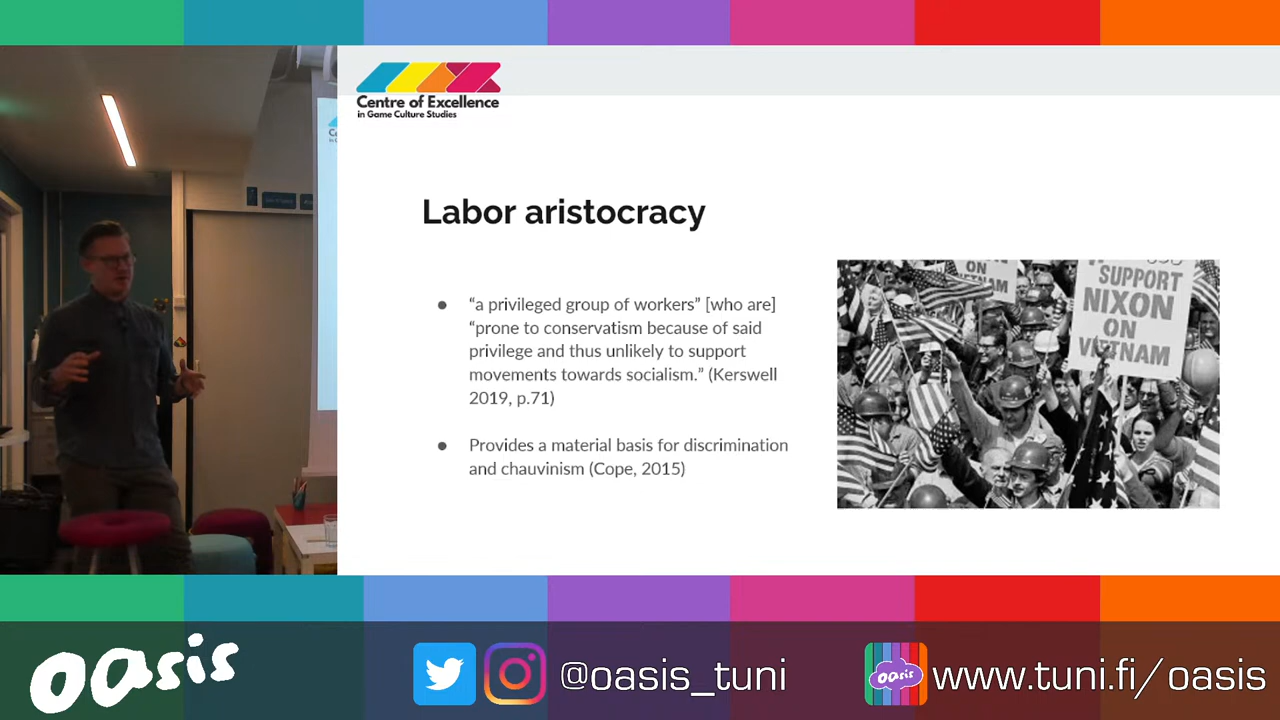 Centre of Excellence
in Game Culture Studies
Labor aristocracy
● “a privileged group of workers” [who are]
“prone to conservatism because of said
privilege and thus unlikely to support
movements towards socialism.” (Kerswell
2019, p.71)
● Provides a material basis for discrimination
and chauvinism (Cope, 2015)
ON
SUPPORT
NIXON
ON
VIETNAM
oasis
@oasis_tuni
oasis
www.tuni.fi/oasis